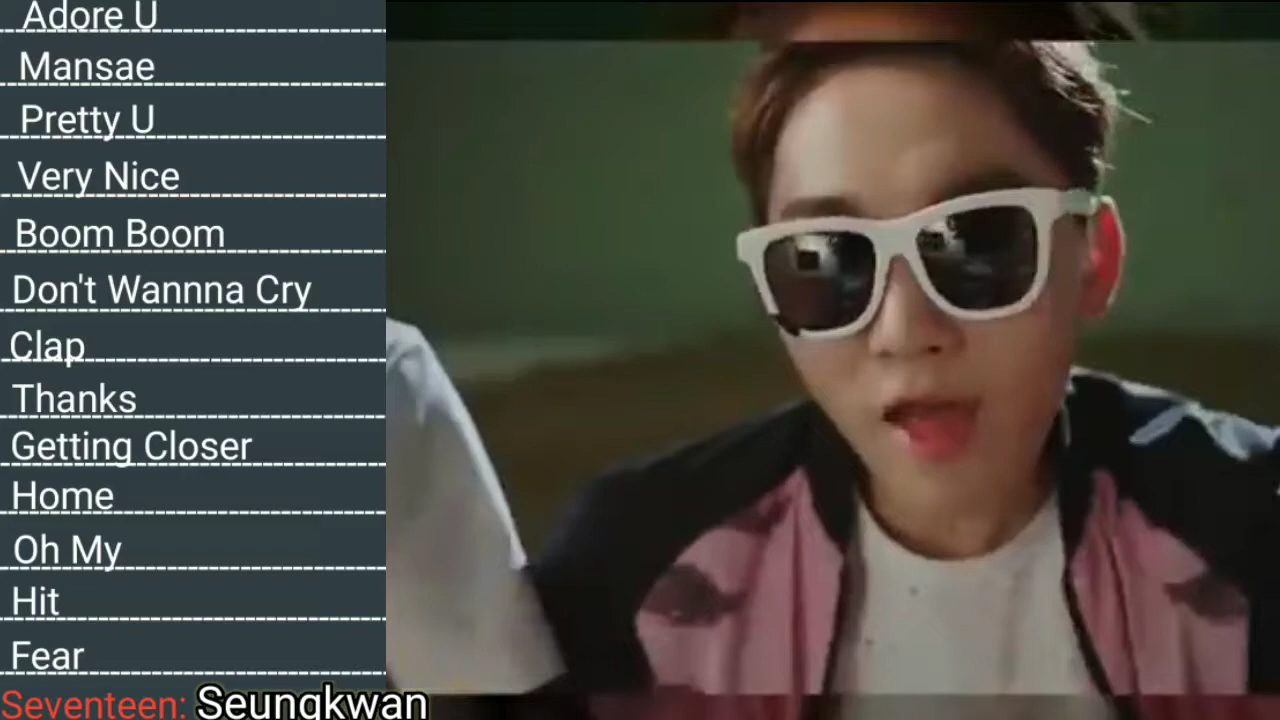 Adore U
Mansae
Pretty U
Very Nice
Boom Boom
Don't Wannna Cry
Clap
Thanks
Getting Closer
Home
Oh My
Hit
Fear
Seventeen: Seungkwan